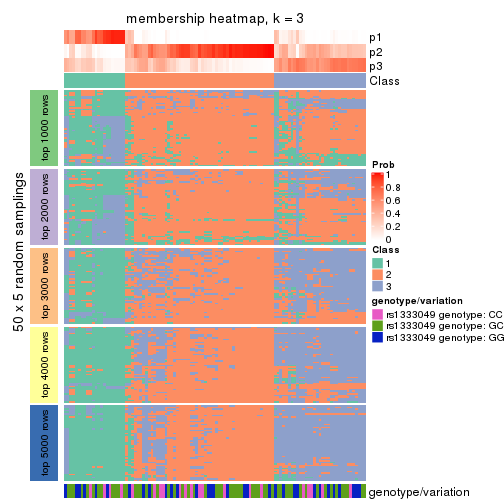 membership heatmap, k = 3
p1
p2
p3
Class
50 x 5 random samplings
top 1000 rows
top 2000 rows
top 3000 rows
top 4000 rows
top 5000 rows
Prob
1
0.8
0.6
0.4
0.2
0
Class
1
2
3
genotype/variation
rs1333049 genotype: CC
rs1333049 genotype: GC
rs1333049 genotype: GG
genotype/variation